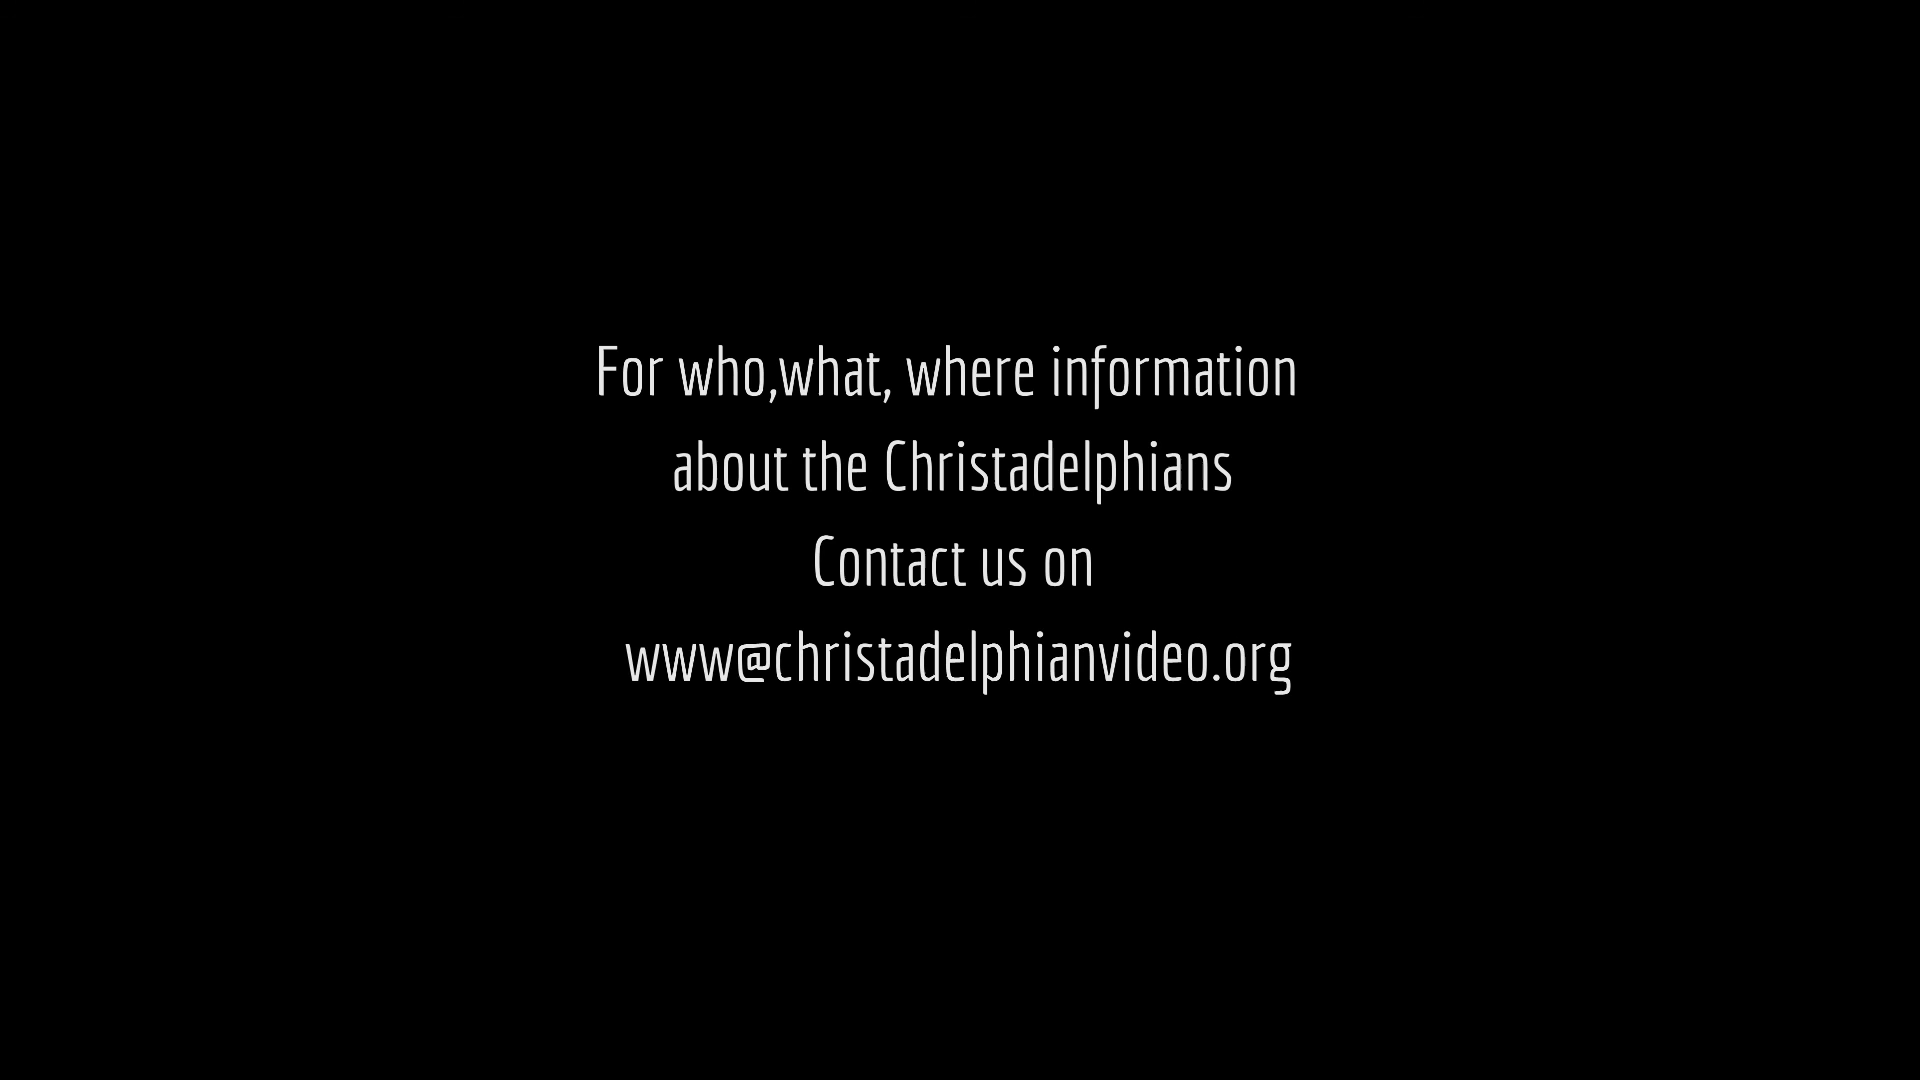 For who,what, where information
about the Christadelphians
Contact us on
www@christadelphianvideo.org